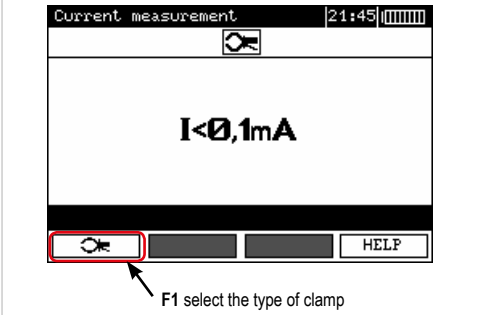 Current measurement 21:45
I<0,1mA
HELP
F1 select the type of clamp